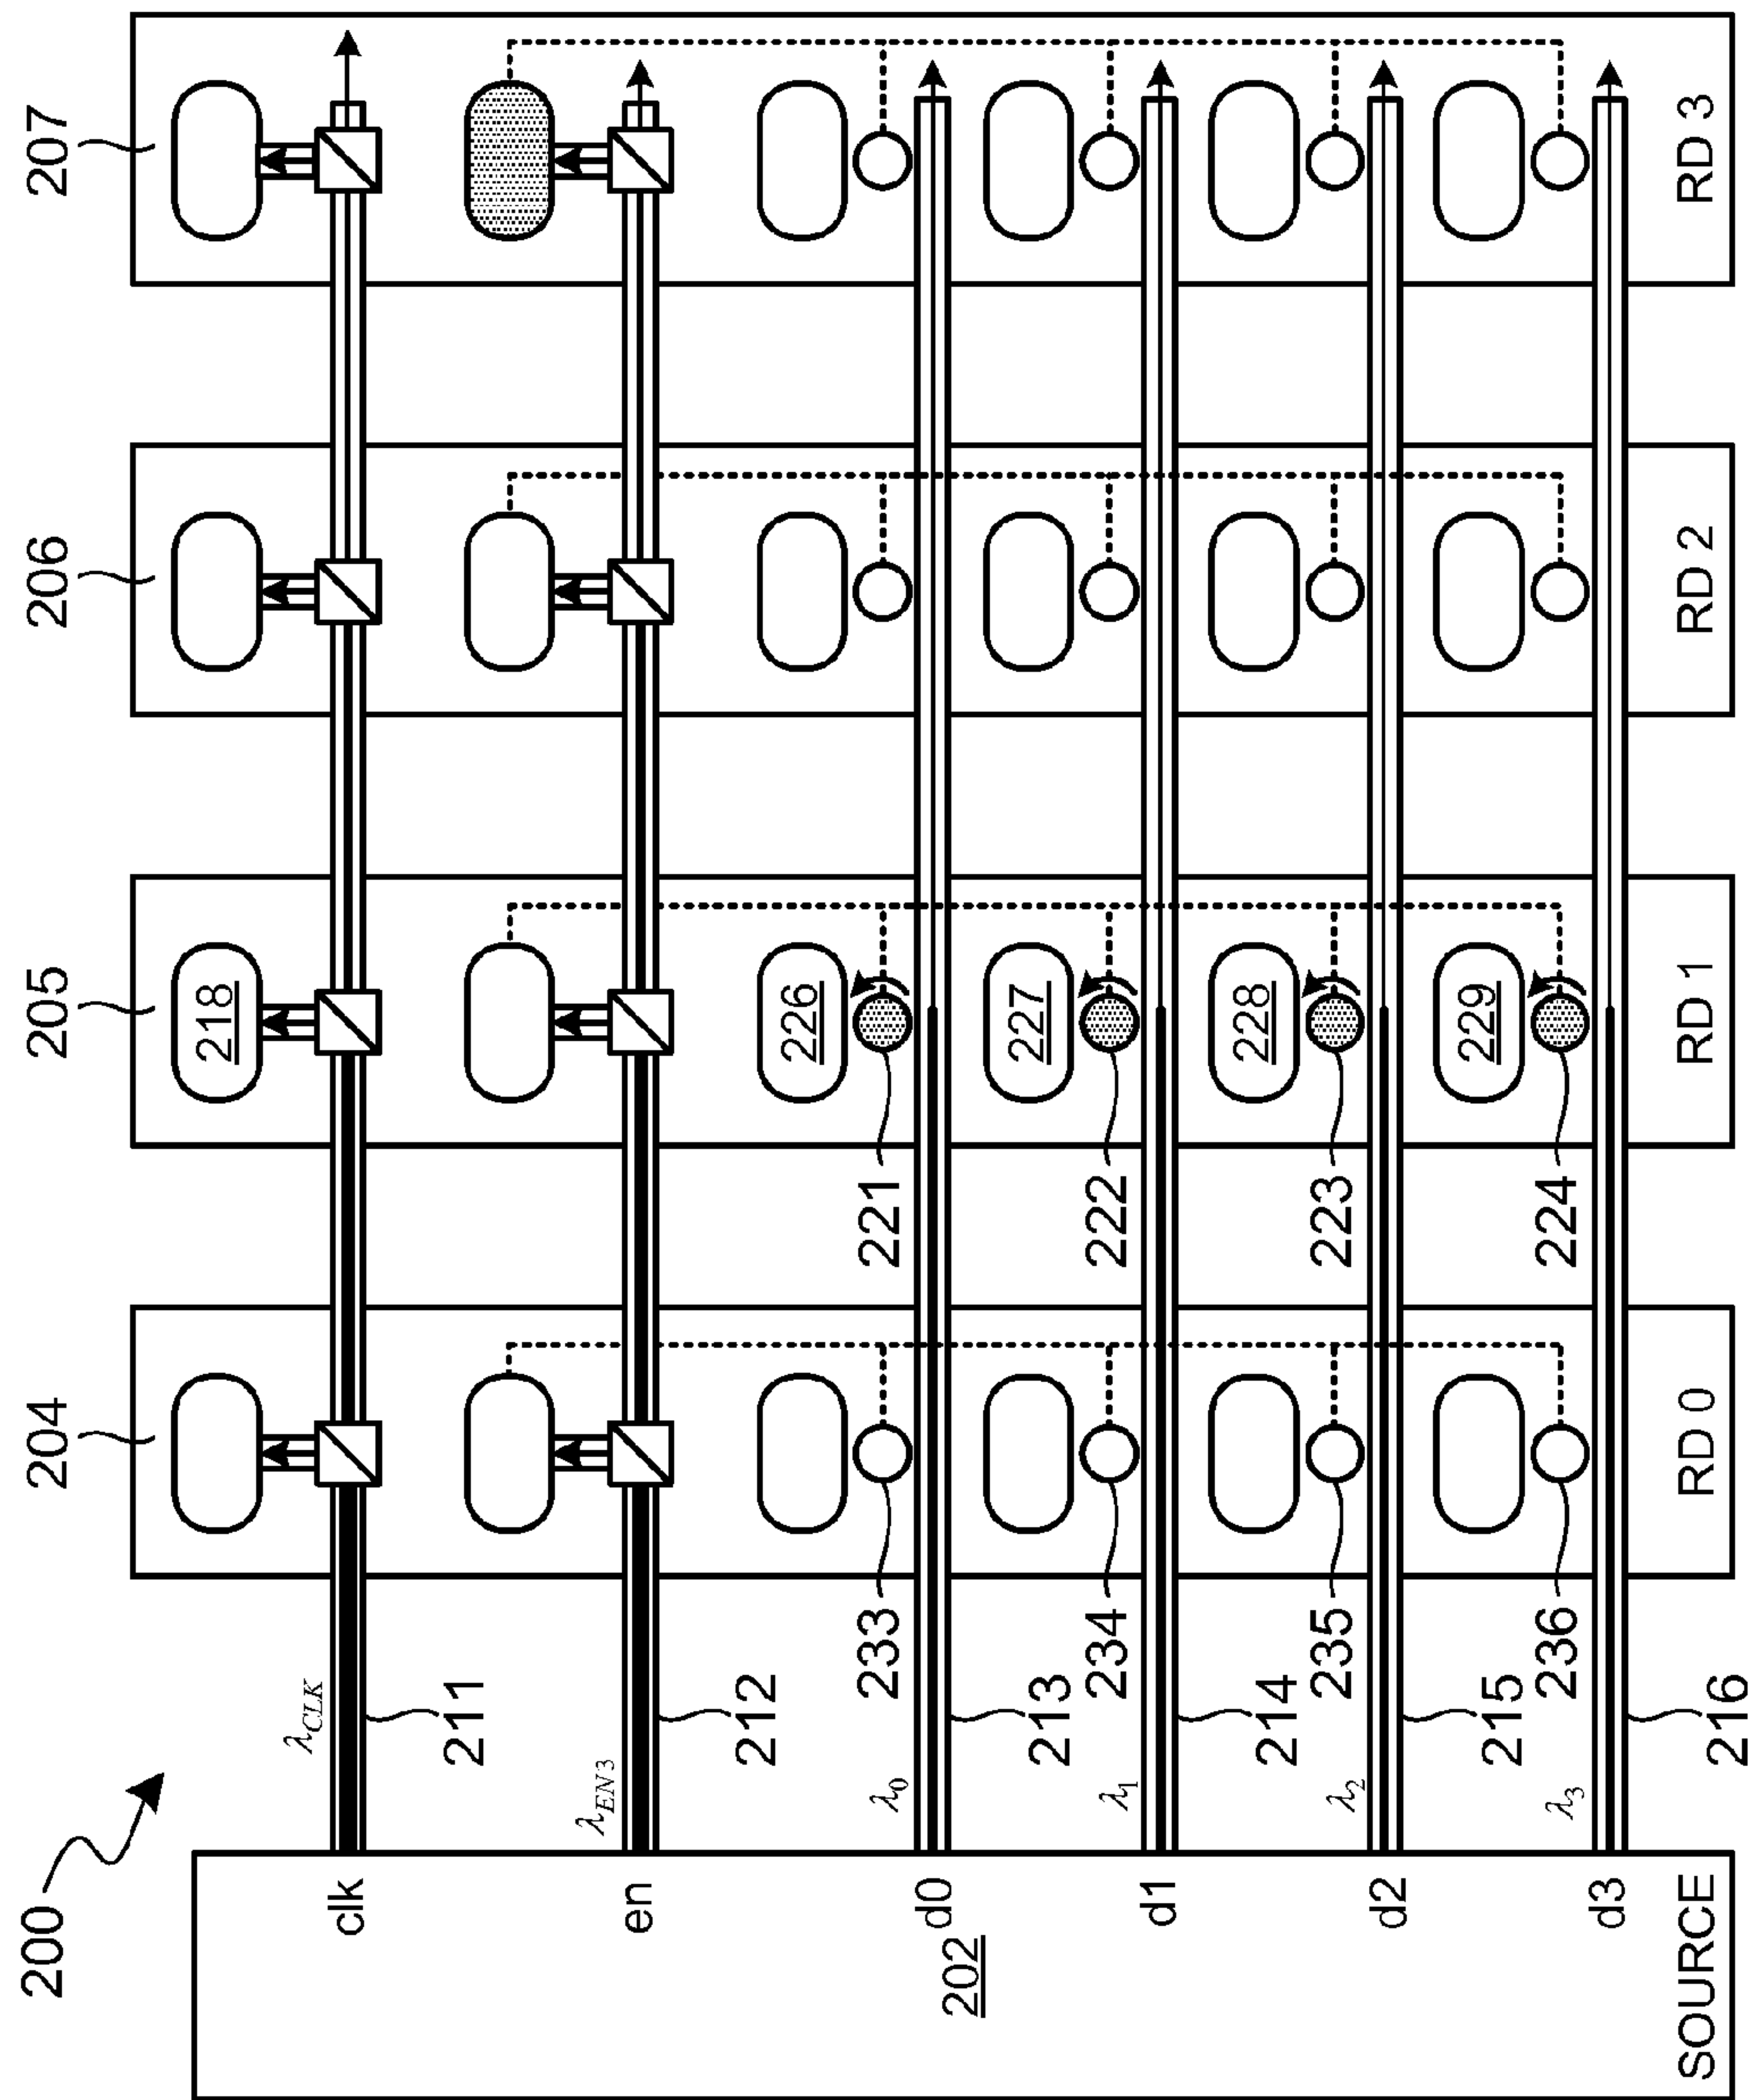 200
204
205
206
207
218
λCLK
clk
211
λEN3
en
212
226
221
λ0
d0
233
213
202
227
222
λ1
d1
234
214
228
223
λ2
d2
235
215
229
224
λ3
d3
236
216
SOURCE
RD 0
RD 1
RD 2
RD 3